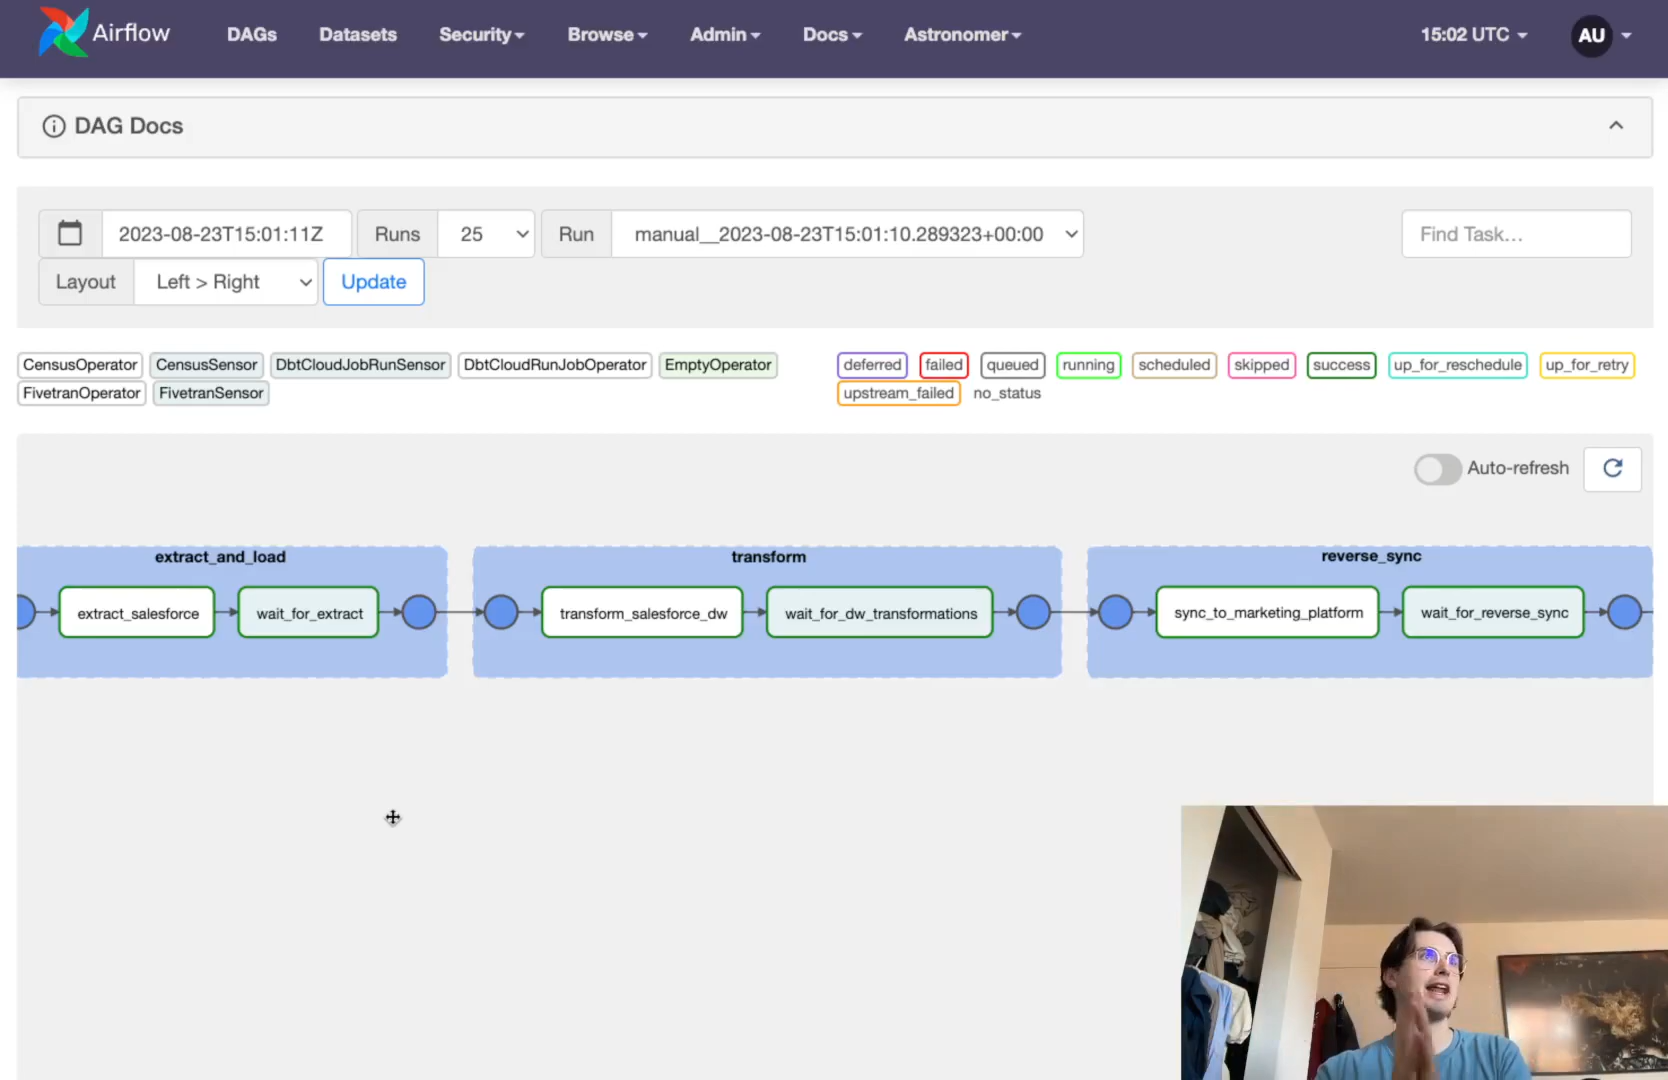 Airflow DAGs Datasets Security Browse Admin Docs Astronomer 15:02 UTC AU
DAG Docs
2023-08-23T15:01:11Z Runs 25 Run manual__2023-08-23T15:01:10.289323+00:00 Find Task...
Layout Left > Right Update
CensusOperator CensusSensor DbtCloudJobRunSensor DbtCloudRunJobOperator EmptyOperator
FivetranOperator FivetranSensor
deferred failed queued running scheduled skipped success up_for_reschedule up_for_retry
upstream_failed no_status
Auto-refresh
extract_and_load
extract_salesforce wait_for_extract
transform
transform_salesforce_dw wait_for_dw_transformations
reverse_sync
sync_to_marketing_platform wait_for_reverse_sync